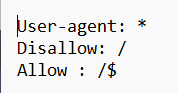 User-agent: *
Disallow: /
Allow : /$